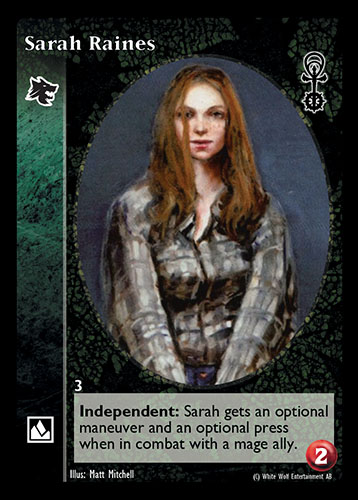 Sarah Raines
3
Independent: Sarah gets an optional
maneuver and an optional press
when in combat with a mage ally.
2
Illus: Matt Mitchell
(C) White Wolf Entertainment AB